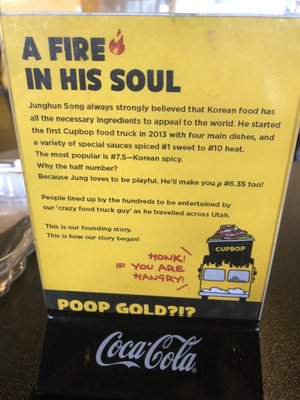 A FIRE
IN HIS SOUL
Junghun Song always strongly believed that Korean food has
all the necessary ingredients to appeal to the world. He started
the first Cupbop food truck in 2013 with four main dishes, and
a variety of special sauces spiced #1 sweet to #10 heat.
The most popular is #7.5—Korean spicy.
Why the half number?
Because Jung loves to be playful. He'll make you a #6.35 too!
People lined up by the hundreds to be entertained by
our 'crazy food truck guy' as he travelled across Utah.
This is our founding story.
This is how our story began!
CUPBOP
HONK!
IF YOU ARE
HANGRY!
POOP GOLD?!?
Coca-Cola